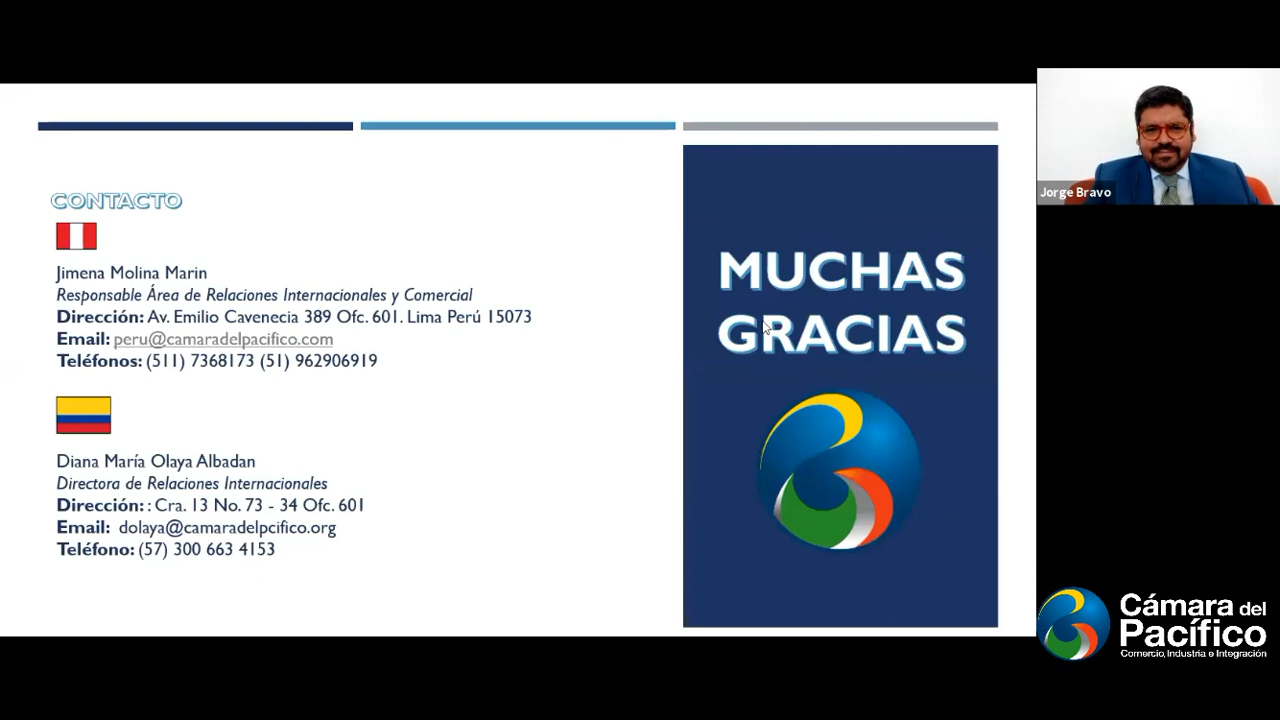 CONTACTO
Jimena Molina Marin
Responsable Área de Relaciones Internacionales y Comercial
Dirección: Av. Emilio Cavenecia 389 Ofc. 601. Lima Perú 15073
Email: peru@camaradelpacifico.com
Teléfonos: (511) 7368173 (51) 962906919
Diana María Olaya Albadan
Directora de Relaciones Internacionales
Dirección: : Cra. 13 No. 73 - 34 Ofc. 601
Email: dolaya@camaradelpcifico.org
Teléfono: (57) 300 663 4153
MUCHAS
GRACIAS
Jorge Bravo
Cámara del
Pacífico
Comercio, Industria e Integración